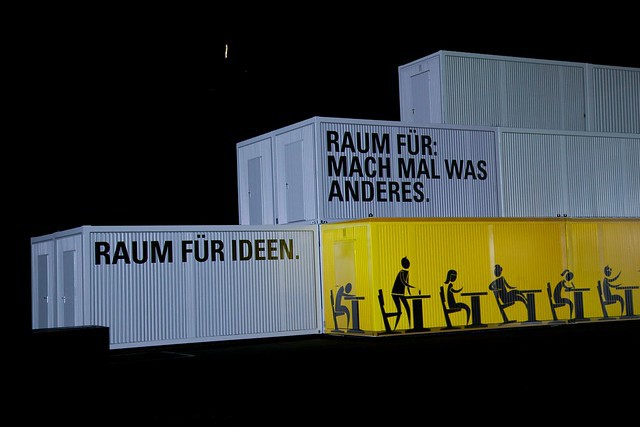 RAUM FÜR:
MACH MAL WAS
ANDERES.
RAUM FÜR IDEEN.